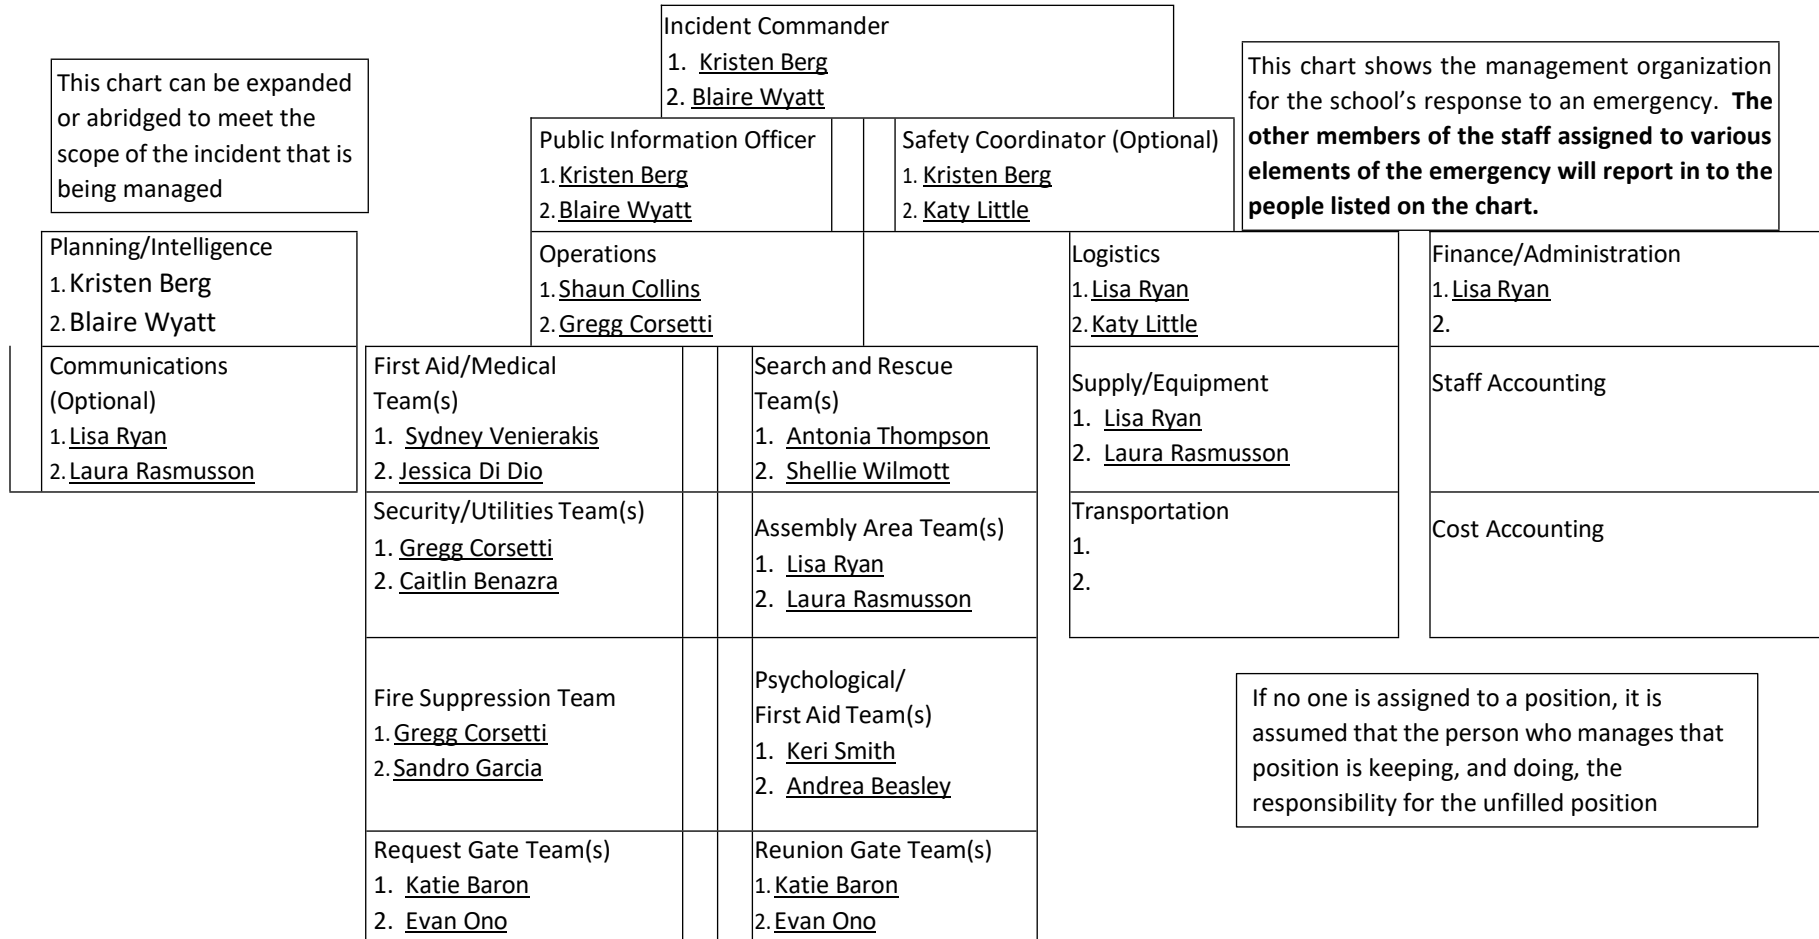 Incident Commander
1. Kristen Berg
2. Blaire Wyatt
This chart can be expanded
or abridged to meet the
scope of the incident that is
being managed
This chart shows the management organization
for the school's response to an emergency. The
other members of the staff assigned to various
elements of the emergency will report in to the
people listed on the chart.
Public Information Officer
1. Kristen Berg
2. Blaire Wyatt
Safety Coordinator (Optional)
1. Kristen Berg
2. Katy Little
Planning/Intelligence
1. Kristen Berg
2. Blaire Wyatt
Operations
1. Shaun Collins
2. Gregg Corsetti
Logistics
1. Lisa Ryan
2. Katy Little
Finance/Administration
1. Lisa Ryan
2.
Communications
(Optional)
1. Lisa Ryan
2. Laura Rasmusson
First Aid/Medical
Team(s)
1. Sydney Venierakis
2. Jessica Di Dio
Search and Rescue
Team(s)
1. Antonia Thompson
2. Shellie Wilmott
Supply/Equipment
1. Lisa Ryan
2. Laura Rasmusson
Staff Accounting
Security/Utilities Team(s)
1. Gregg Corsetti
2. Caitlin Benazra
Assembly Area Team(s)
1. Lisa Ryan
2. Laura Rasmusson
Transportation
1.
2.
Cost Accounting
Fire Suppression Team
1. Gregg Corsetti
2. Sandro Garcia
Psychological/
First Aid Team(s)
1. Keri Smith
2. Andrea Beasley
If no one is assigned to a position, it is
assumed that the person who manages that
position is keeping, and doing, the
responsibility for the unfilled position
Request Gate Team(s)
1. Katie Baron
2. Evan Ono
Reunion Gate Team(s)
1. Katie Baron
2. Evan Ono